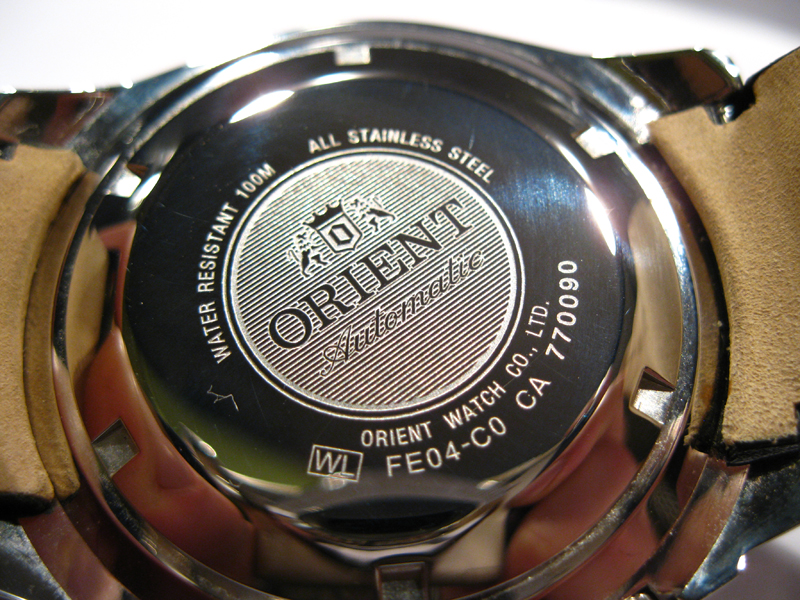 WATER RESISTANT 100M
ALL STAINLESS STEEL
ORIENT
Automatic
ORIENT WATCH CO., LTD.
WL FE04-C0 CA 770090